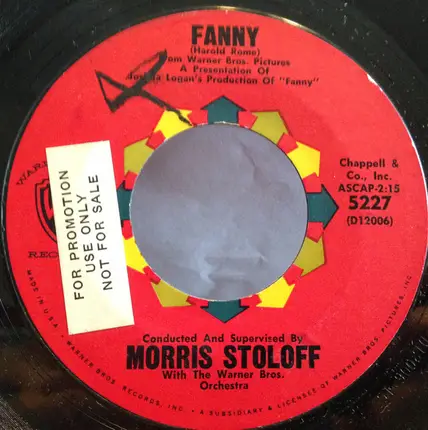 FANNY
(Harold Rome)
From Warner Bros. Pictures
A Presentation Of
Logan's Production Of "Fanny"
Chappell &
Co., Inc.
ASCAP-2:15
5227
(D12006)
FOR PROMOTION
USE ONLY
NOT FOR SALE
Conducted And Supervised By
MORRIS STOLOFF
With The Warner Bros.
Orchestra
MADE IN U.S.A. • WARNER BROS. RECORDS, INC. • A SUBSIDIARY & LICENSEE OF WARNER BROS.